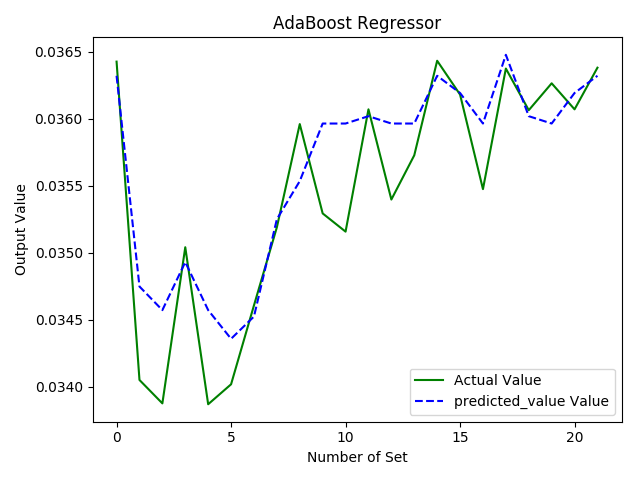 AdaBoost Regressor
0.0365
0.0360
0.0355
0.0350
0.0345
0.0340
Output Value
0 5 10 15 20
Number of Set
Actual Value
predicted_value Value